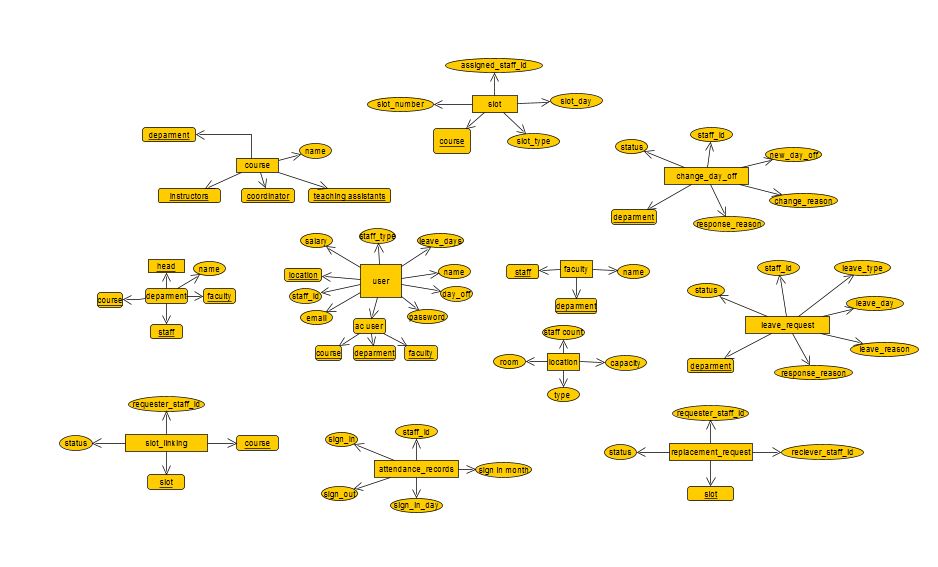 assigned_staff_id
slot_number
slot
slot_day
course
slot_type
deparment
name
course
instructors
coordinator
teaching assistants
staff_id
status
new_day_off
change_day_off
change_reason
deparment
response_reason
head
name
course
deparment
faculty
staff
staff_type
salary
leave_days
location
user
name
staff_id
day_off
email
password
ac user
course
deparment
faculty
staff
faculty
name
deparment
staff count
room
location
capacity
type
staff_id
leave_type
status
leave_day
leave_request
leave_reason
deparment
response_reason
requester_staff_id
status
slot_linking
course
slot
staff_id
sign_in
attendance_records
sign in month
sign_out
sign_in_day
requester_staff_id
status
replacement_request
reciever_staff_id
slot